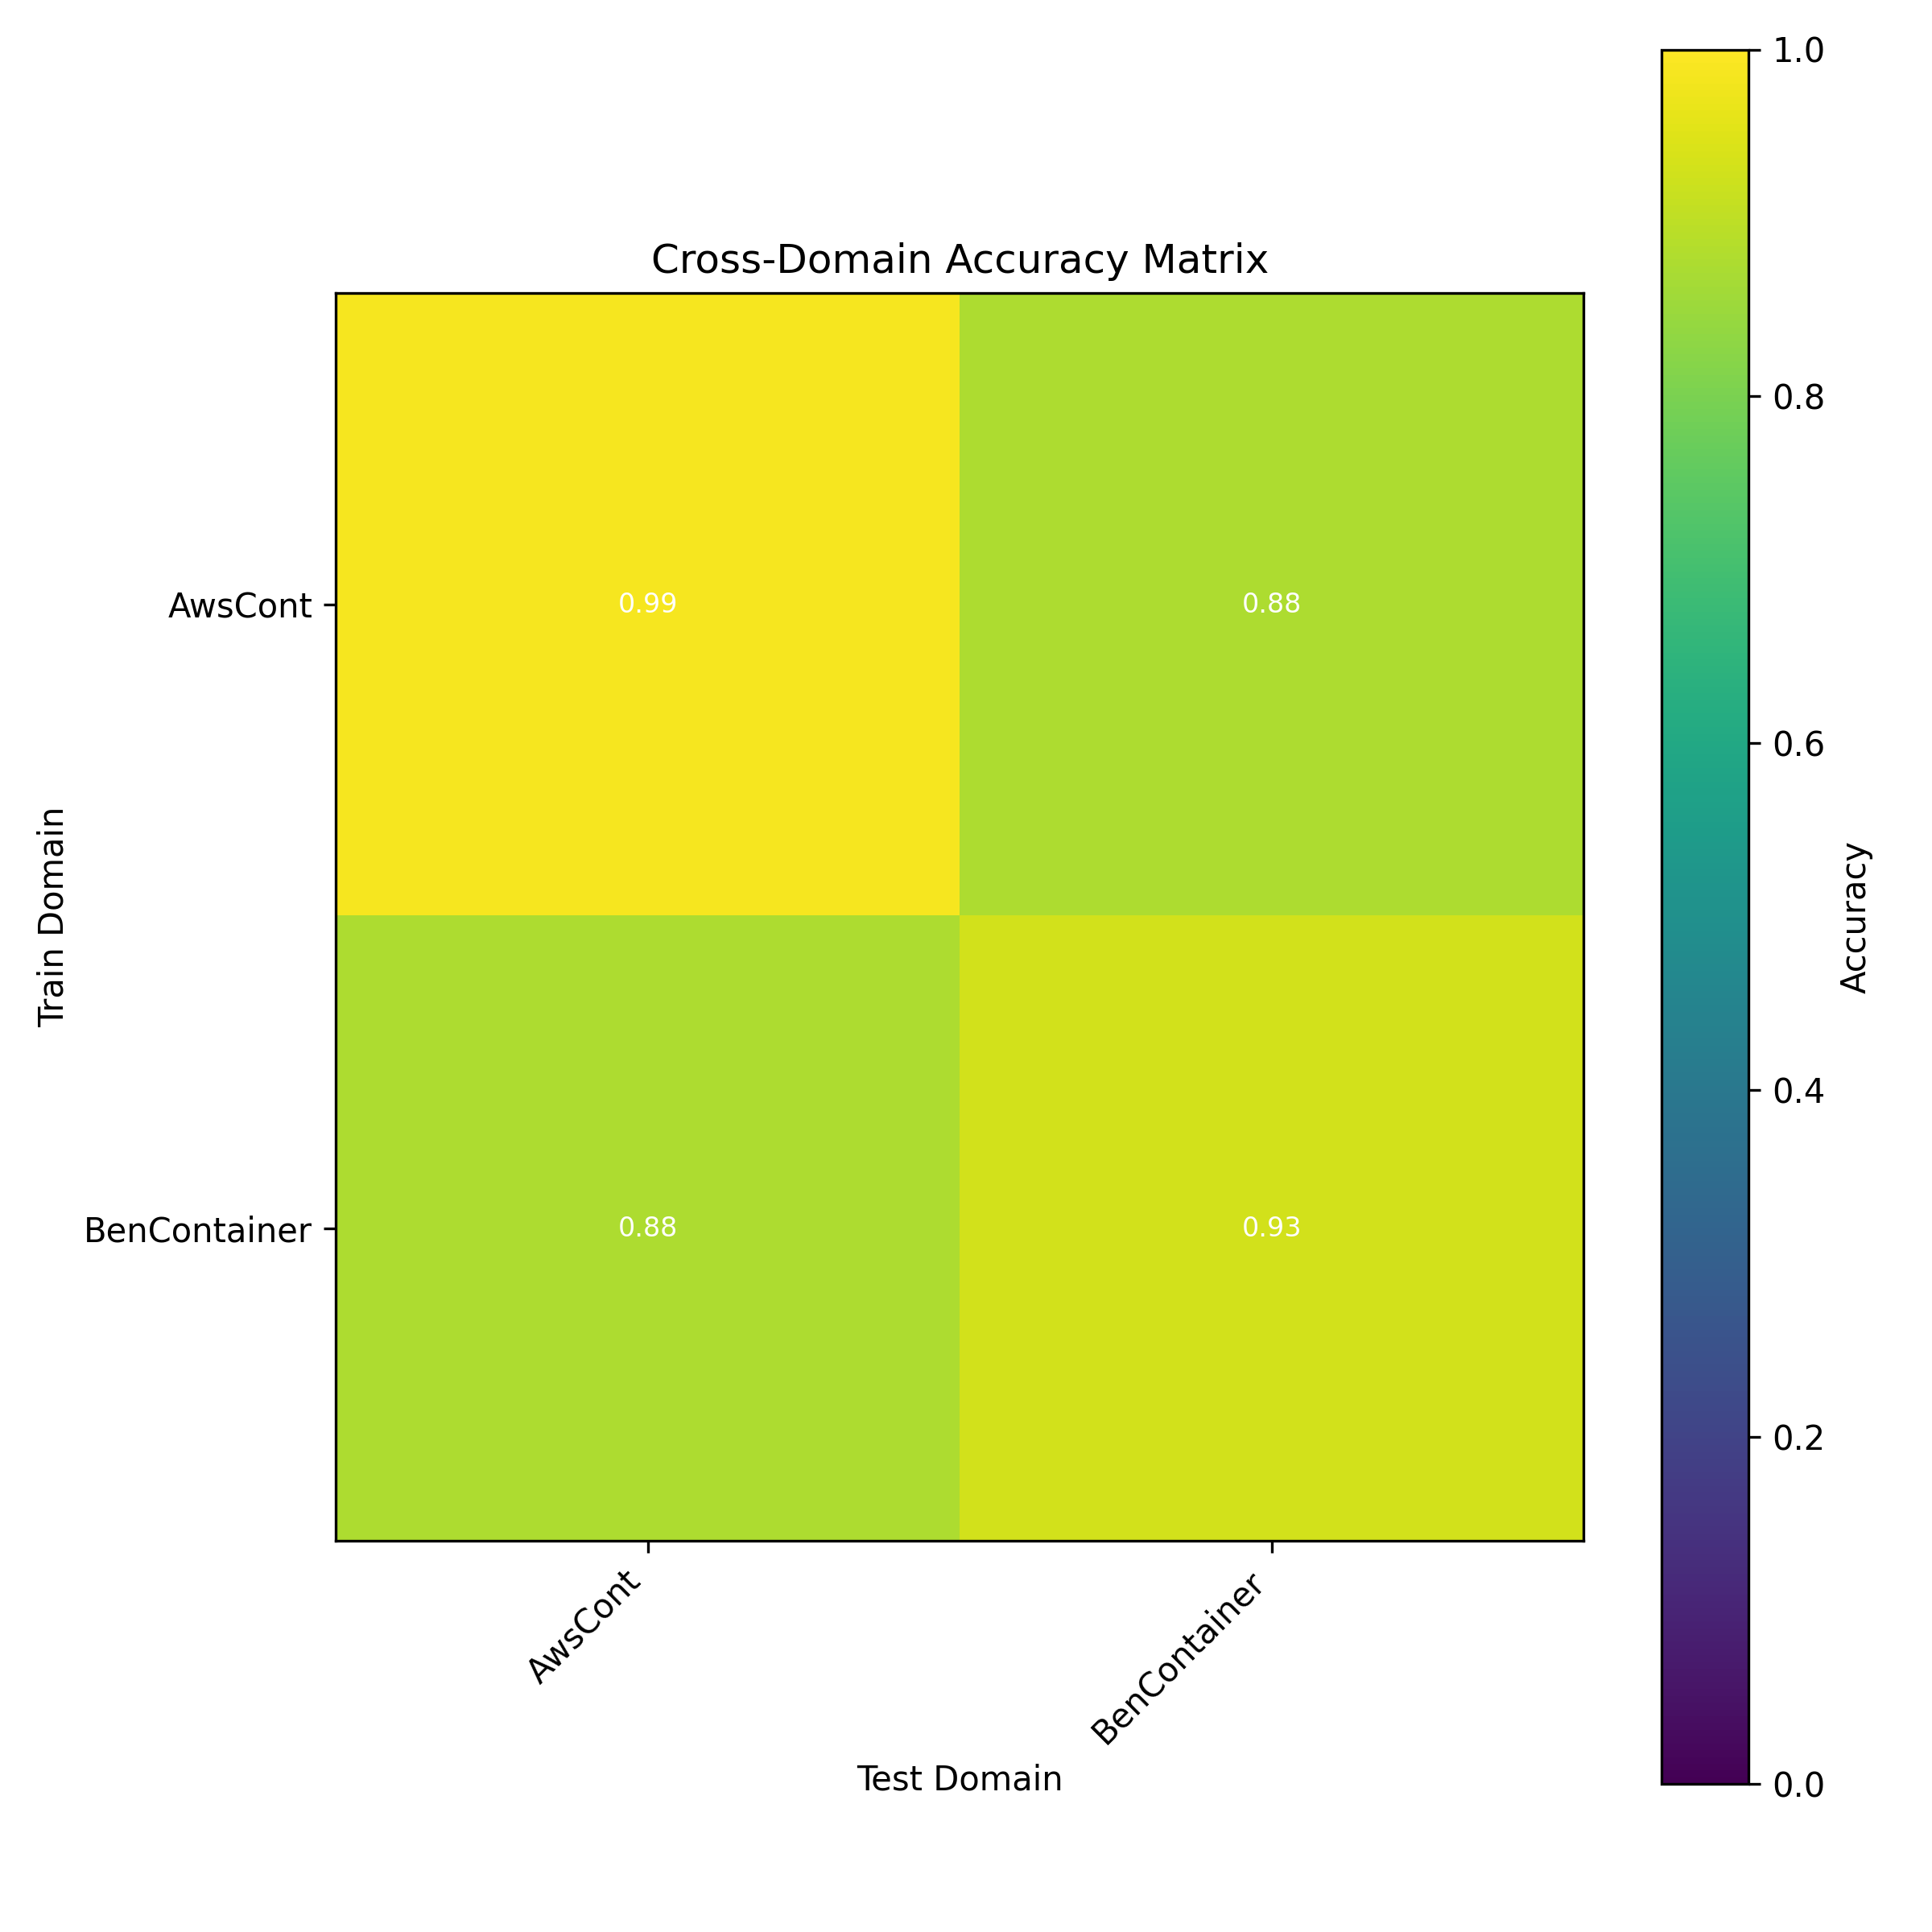 Cross-Domain Accuracy Matrix
Train Domain
AwsCont
BenContainer
0.99
0.88
0.88
0.93
AwsCont
BenContainer
Test Domain
1.0
0.8
0.6
0.4
0.2
0.0
Accuracy